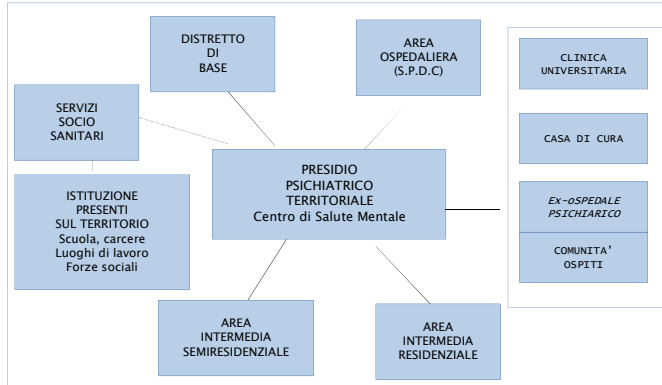 DISTRETTO
DI
BASE
AREA
OSPEDALIERA
(S.P.D.C)
CLINICA
UNIVERSITARIA
SERVIZI
SOCIO
SANITARI
CASA DI CURA
PRESIDIO
PSICHIATRICO
TERRITORIALE
Centro di Salute Mentale
ISTITUZIONE
PRESENTI
SUL TERRITORIO
Scuola, carcere
Luoghi di lavoro
Forze sociali
EX-oSPEDALE
PSICHIARICO
COMUNITA'
OSPITI
AREA
INTERMEDIA
SEMIRESIDENZIALE
AREA
INTERMEDIA
RESIDENZIALE